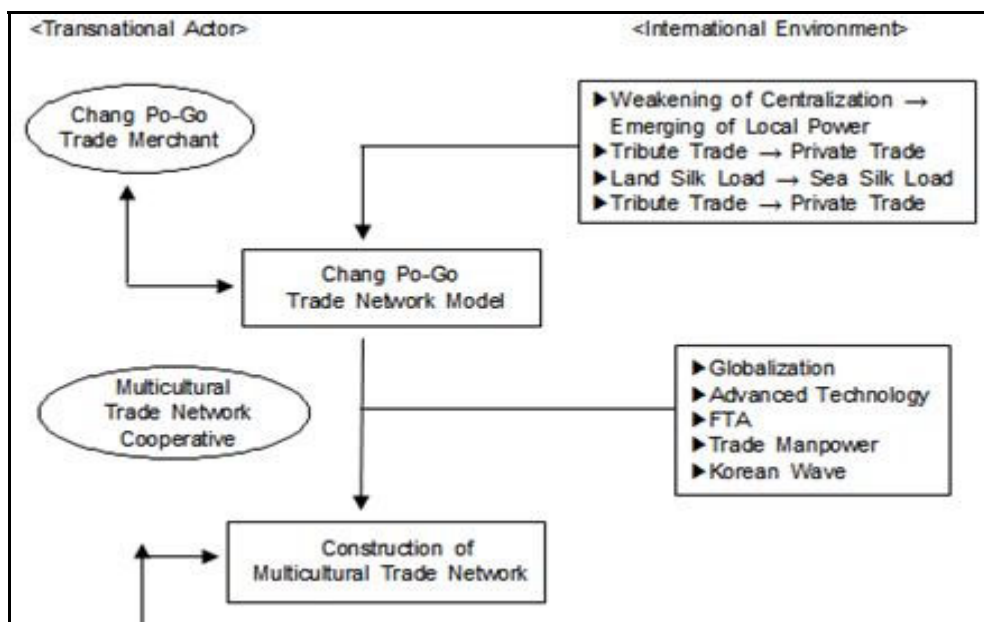 <Transnational Actor>
<International Environment>
Chang Po-Go
Trade Merchant
▶Weakening of Centralization →
Emerging of Local Power
▶Tribute Trade → Private Trade
▶Land Silk Load → Sea Silk Load
▶Tribute Trade → Private Trade
Chang Po-Go
Trade Network Model
Multicultural
Trade Network
Cooperative
▶Globalization
▶Advanced Technology
▶FTA
▶Trade Manpower
▶Korean Wave
Construction of
Multicultural Trade Network